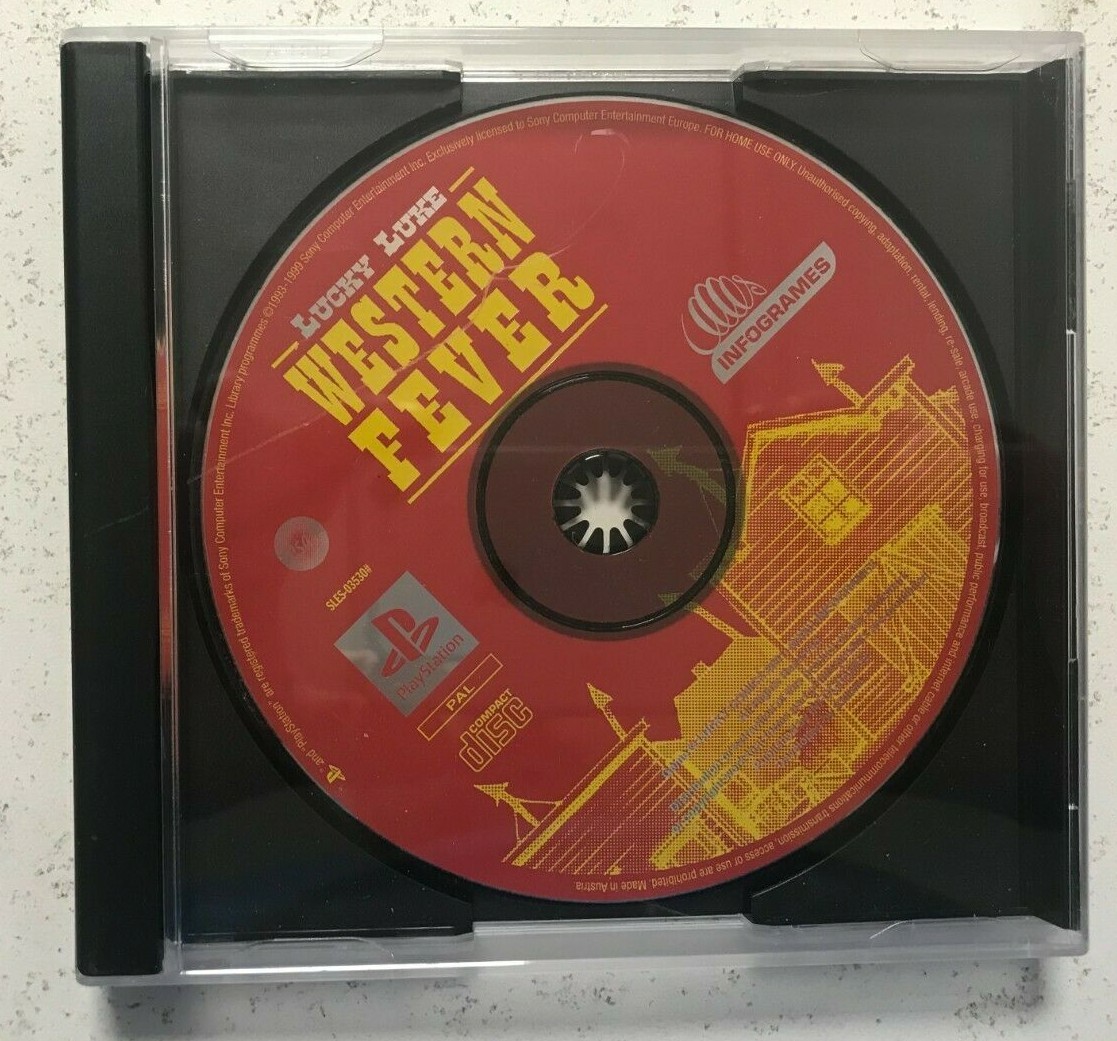 LUCKY LUKE
WESTERN
FEVER
INFOGRAMES
SLES-03530#
PlayStation
PAL
COMPACT
disc
" and "PlayStation" are registered trademarks of Sony Computer Entertainment Inc. Library programmes ©1993-1999 Sony Computer Entertainment Inc. Exclusively licensed to Sony Computer Entertainment Europe. FOR HOME USE ONLY. Unauthorised copying, adaptation, rental, lending, re-sale, arcade use, charging for use, broadcast, public performance and internet cable or other telecommunications transmission, access or use are prohibited. Made in Austria.